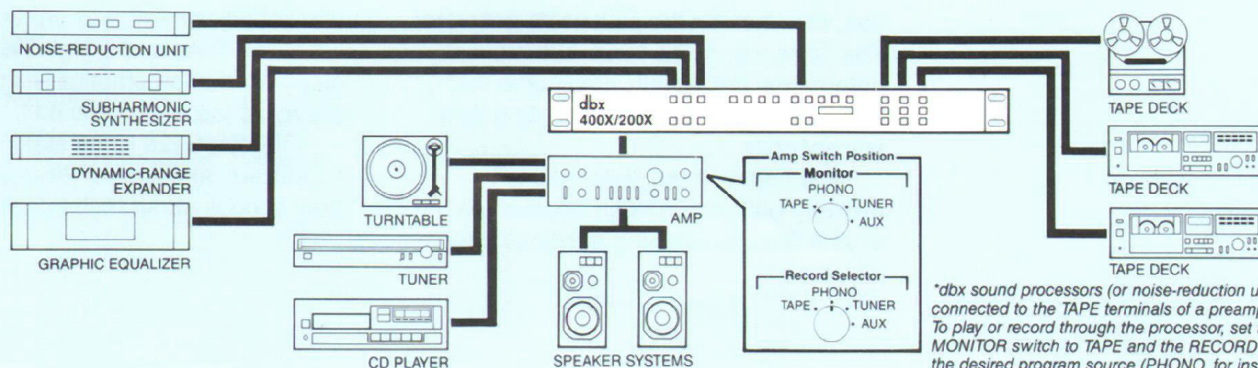 NOISE-REDUCTION UNIT
SUBHARMONIC
SYNTHESIZER
DYNAMIC-RANGE
EXPANDER
GRAPHIC EQUALIZER
TURNTABLE
TUNER
CD PLAYER
dbx
400X/200X
AMP
SPEAKER SYSTEMS
Amp Switch Position
Monitor
PHONO
TAPE
TUNER
AUX
Record Selector
PHONO
TAPE
TUNER
AUX
TAPE DECK
TAPE DECK
TAPE DECK
*dbx sound processors (or noise-reduction
connected to the TAPE terminals of a
To play or record through the processor, set
MONITOR switch to TAPE and the RECORD
the desired program source (PHONO, for